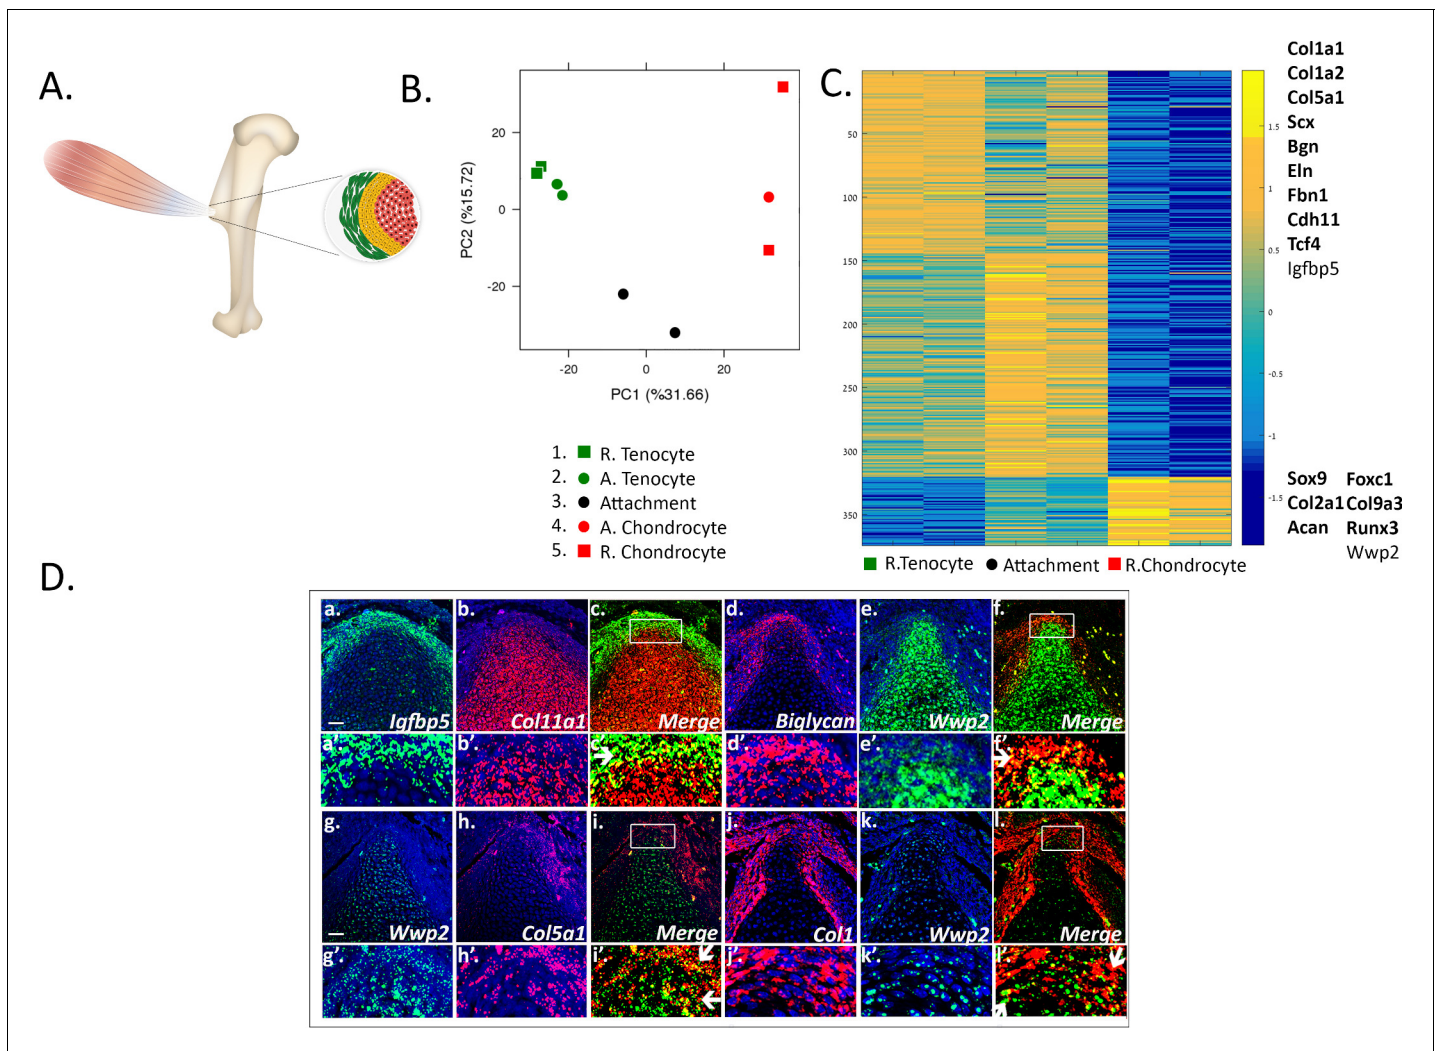 A.
B.
C.
20
0
-20
PC2 (%15.72)
-20
0
20
PC1 (%31.66)
1. R. Tenocyte
2. A. Tenocyte
3. Attachment
4. A. Chondrocyte
5. R. Chondrocyte
50
100
150
200
250
300
350
R.Tenocyte Attachment R.Chondrocyte
1.5
1
0.5
0
-0.5
-1
-1.5
Col1a1
Col1a2
Col5a1
Scx
Bgn
Eln
Fbn1
Cdh11
Tcf4
Igfbp5
Sox9 Foxc1
Col2a1 Col9a3
Acan Runx3
Wwp2
D.
a. b. c. d. e. f.
Igfbp5 Col11a1 Merge Biglycan Wwp2 Merge
a'. b'. c'. d'. e'. f'.
g. h. i. j. k. l.
Wwp2 Col5a1 Merge Col1 Wwp2 Merge
g'. h'. i'. j'. k'. l'.